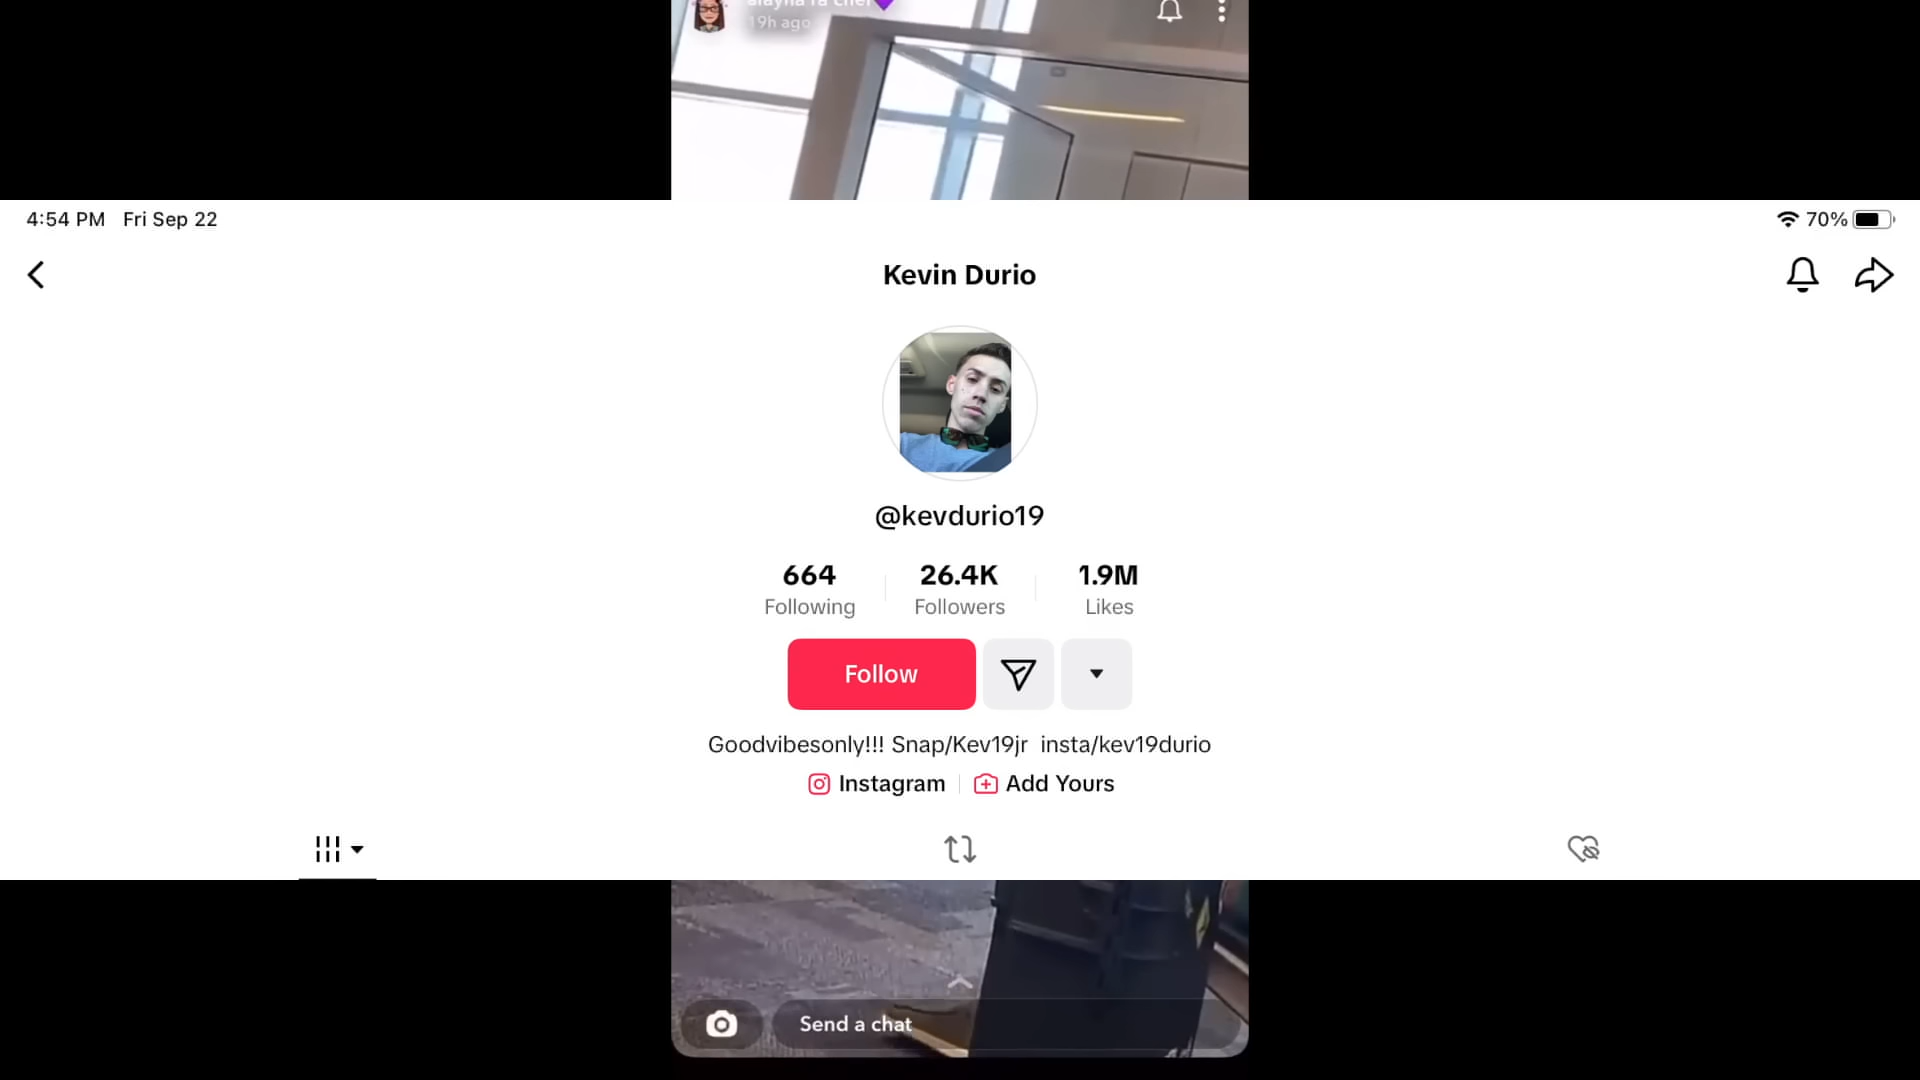 19h ago
4:54 PM Fri Sep 22
70%
Kevin Durio
@kevdurio19
664 26.4K 1.9M
Following Followers Likes
Follow
Goodvibesonly!!! Snap/Kev19jr insta/kev19durio
Instagram Add Yours
Send a chat